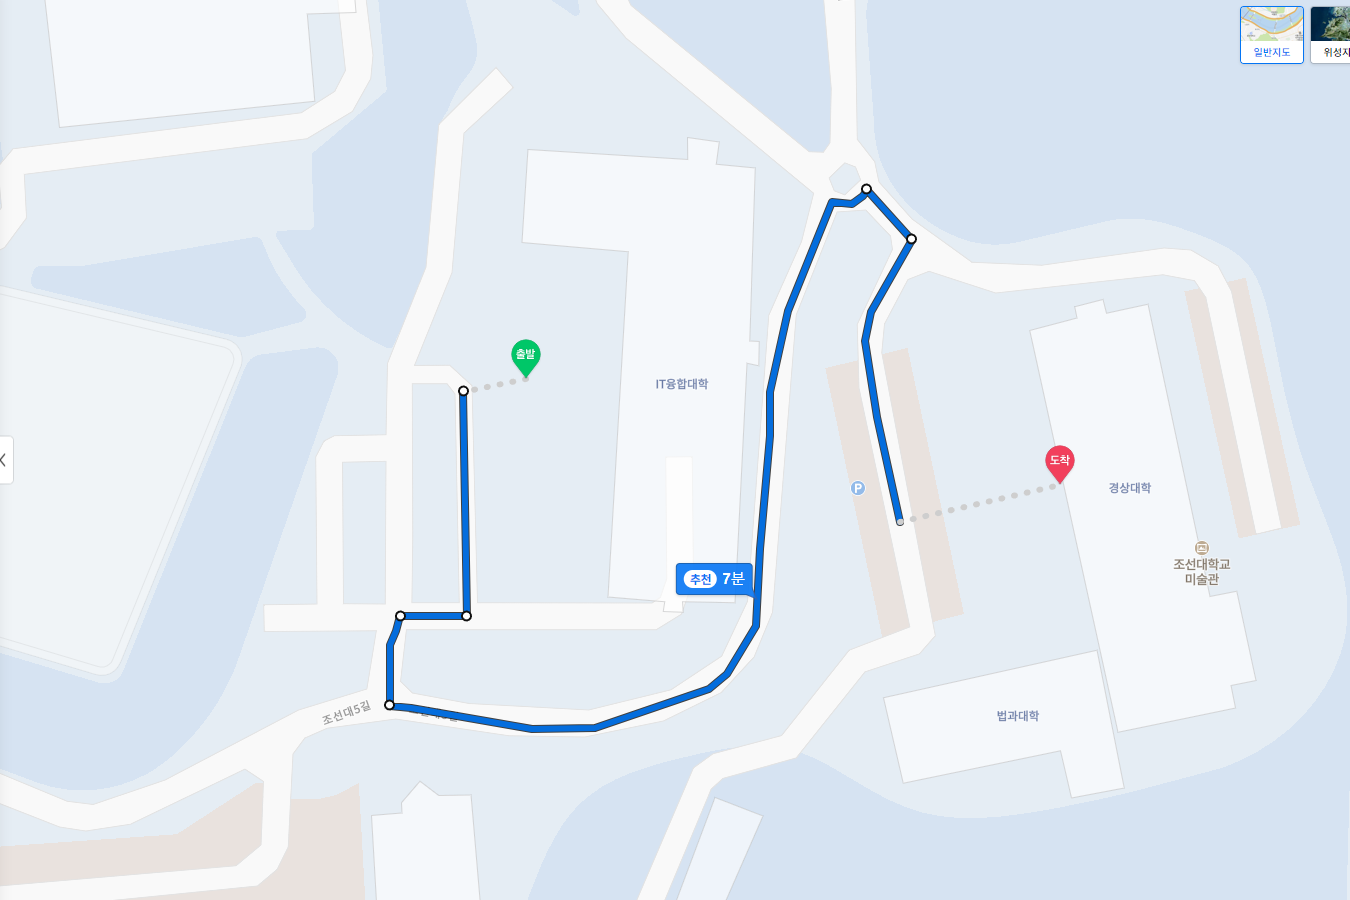 일반지도
위성지
출발
IT융합대학
도착
경상대학
P
조선대학교
미술관
추천 7분
조선대5길
법과대학